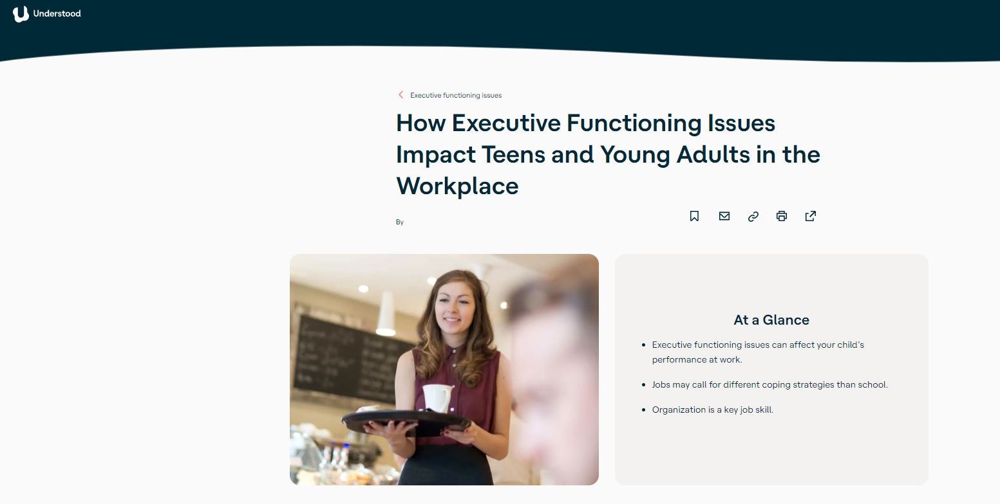 Understood
Executive functioning issues
How Executive Functioning Issues
Impact Teens and Young Adults in the
Workplace
By
At a Glance
Executive functioning issues can affect your child's
performance at work.
Jobs may call for different coping strategies than school.
Organization is a key job skill.